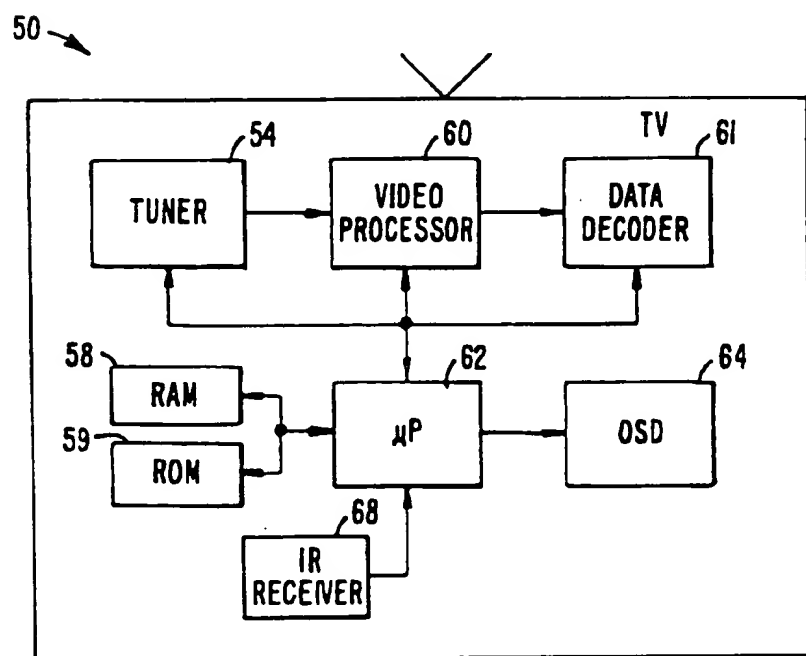 50
TV
54
TUNER
60
VIDEO
PROCESSOR
61
DATA
DECODER
58
RAM
59
ROM
62
µP
64
OSD
68
IR
RECEIVER